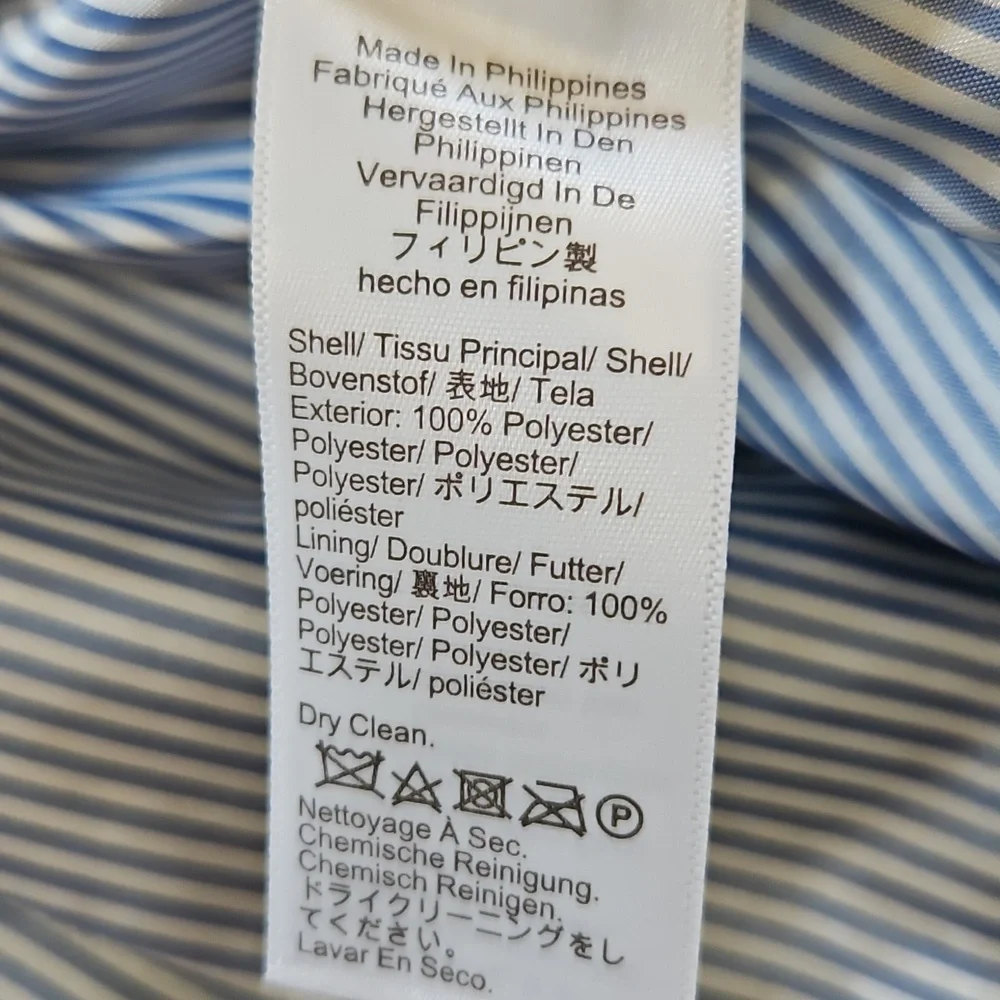 Made In Philippines
Fabriqué Aux Philippines
Hergestellt In Den
Philippinen
Vervaardigd In De
Filippijnen
フィリピン製
hecho en filipinas
Shell/ Tissu Principal/ Shell/
Bovenstof/ 表地/ Tela
Exterior: 100% Polyester/
Polyester/ Polyester/
Polyester/ ポリエステル/
poliéster
Lining/ Doublure/ Futter/
Voering/ 裏地/ Forro: 100%
Polyester/ Polyester/
Polyester/ Polyester/ ポリ
エステル/ poliéster
Dry Clean.
P
Nettoyage À Sec.
Chemische Reinigung.
Chemisch Reinigen.
ドライクリーニングをし
てください。
Lavar En Seco.